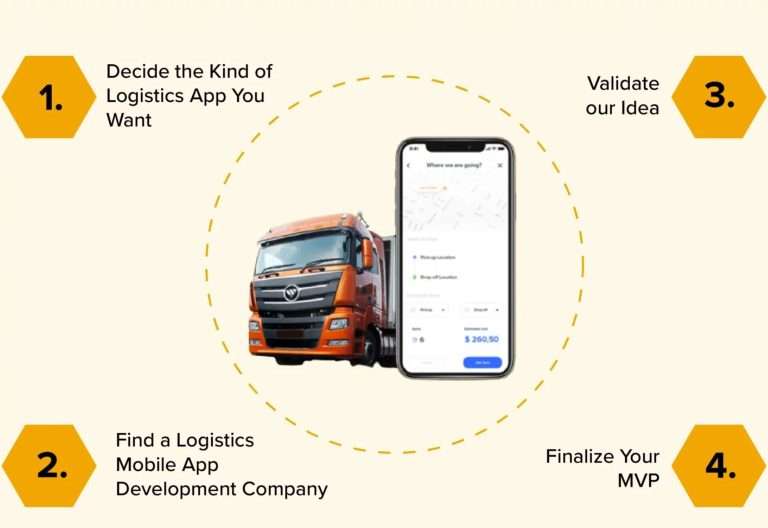 1.
Decide the Kind of
Logistics App You
Want
2.
Find a Logistics
Mobile App
Development Company
3.
Validate
our Idea
4.
Finalize Your
MVP
Where we are going?
Pick-up Location
Drop-off Location
$ 260,50